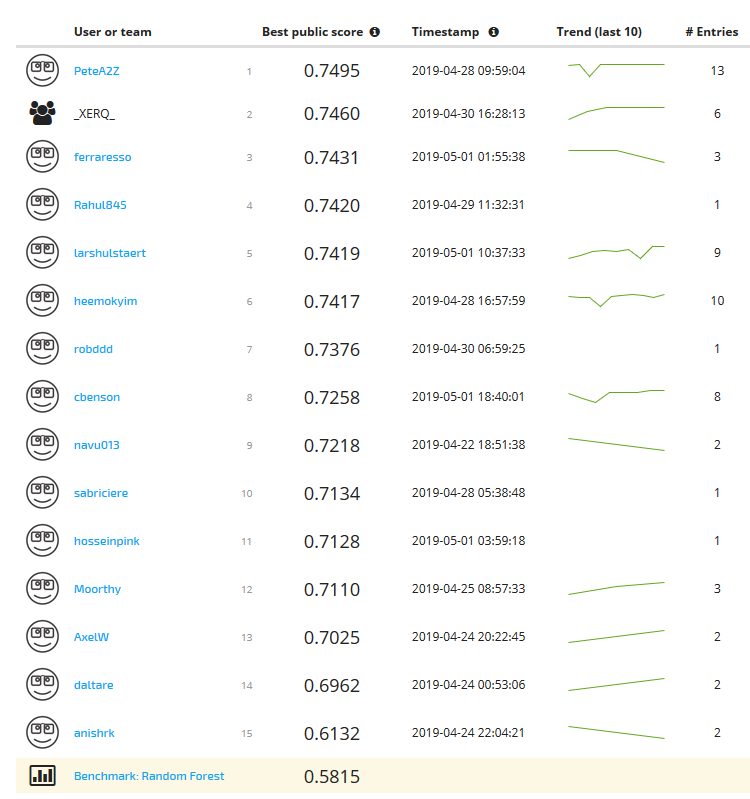 User or team Best public score Timestamp Trend (last 10) # Entries
PeteA2Z 1 0.7495 2019-04-28 09:59:04 13
_XERQ_ 2 0.7460 2019-04-30 16:28:13 6
ferraresso 3 0.7431 2019-05-01 01:55:38 3
Rahul845 4 0.7420 2019-04-29 11:32:31 1
larshulstaert 5 0.7419 2019-05-01 10:37:33 9
heemokyim 6 0.7417 2019-04-28 16:57:59 10
robddd 7 0.7376 2019-04-30 06:59:25 1
cbenson 8 0.7258 2019-05-01 18:40:01 8
navu013 9 0.7218 2019-04-22 18:51:38 2
sabriciere 10 0.7134 2019-04-28 05:38:48 1
hosseinpink 11 0.7128 2019-05-01 03:59:18 1
Moorthy 12 0.7110 2019-04-25 08:57:33 3
AxelW 13 0.7025 2019-04-24 20:22:45 2
daltare 14 0.6962 2019-04-24 00:53:06 2
anishrk 15 0.6132 2019-04-24 22:04:21 2
Benchmark: Random Forest 0.5815